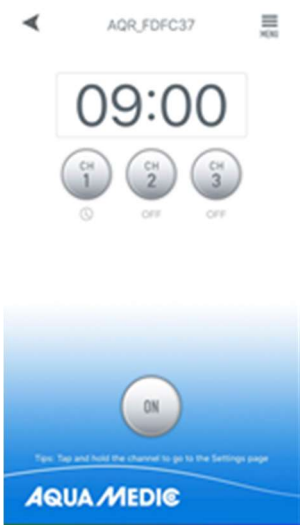 AQR_FDFC37
MENU
09:00
CH CH CH
1 2 3
OFF OFF
ON
Tips: Tap and hold the channel to go to the Settings page
AQUA MEDIC